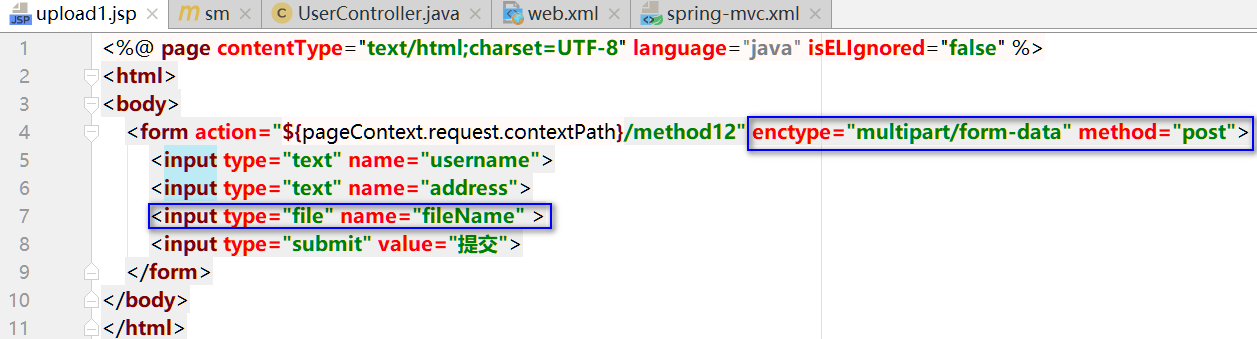 upload1.jsp sm UserController.java web.xml spring-mvc.xml
1 <%@ page contentType="text/html;charset=UTF-8" language="java" isELIgnored="false" %>
2 <html>
3 <body>
4 <form action="${pageContext.request.contextPath}/method12" enctype="multipart/form-data" method="post">
5 <input type="text" name="username">
6 <input type="text" name="address">
7 <input type="file" name="fileName" >
8 <input type="submit" value="提交">
9 </form>
10 </body>
11 </html>